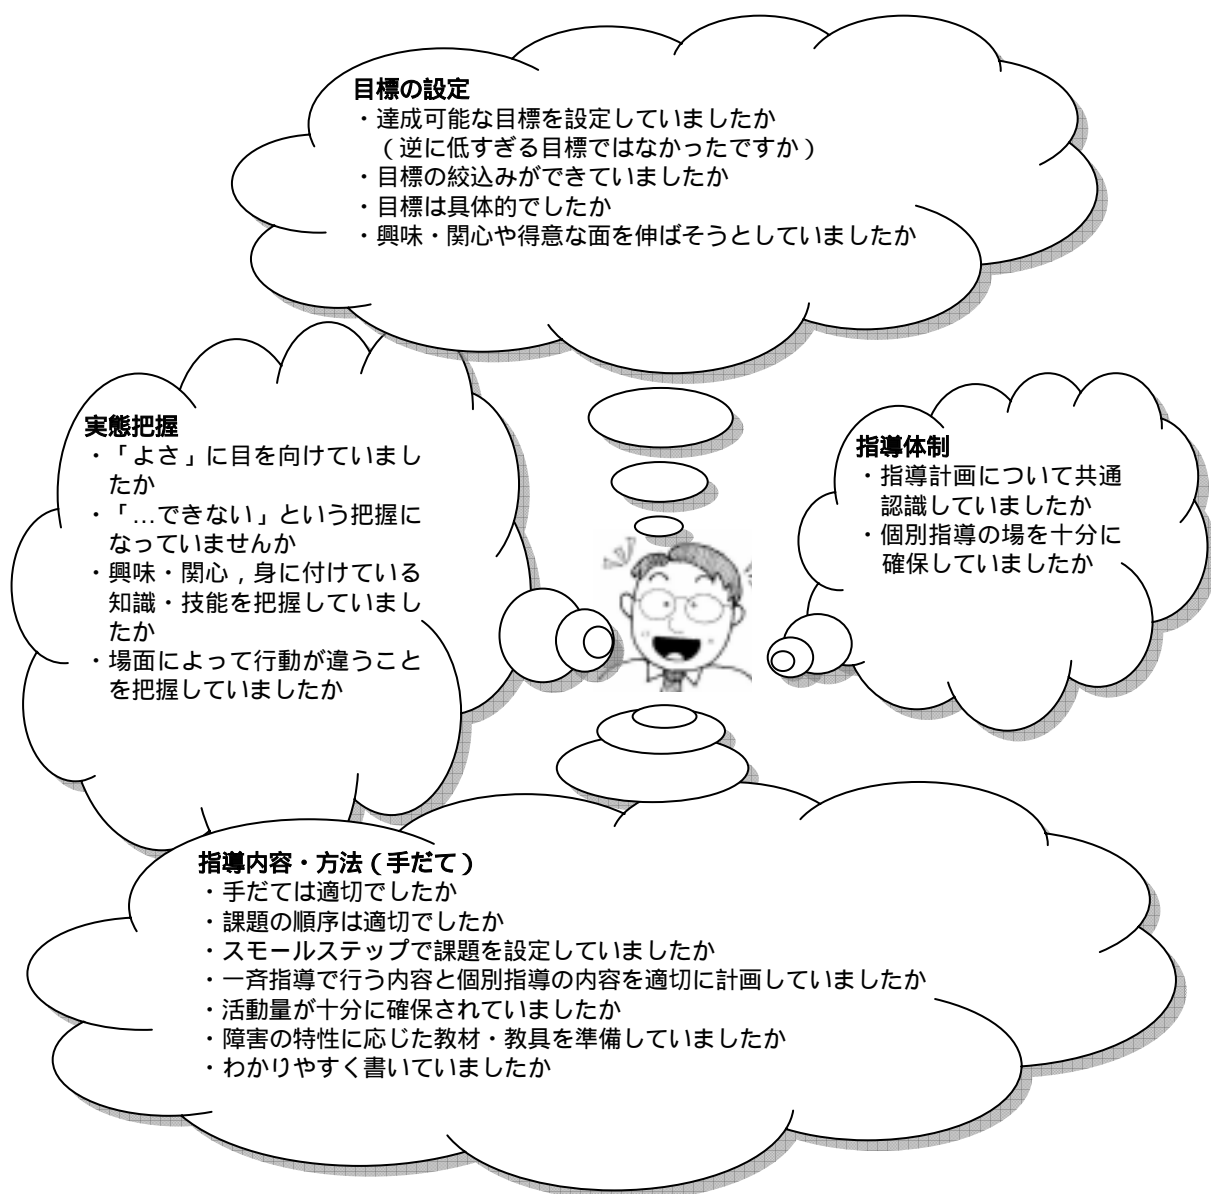 目標の設定
・達成可能な目標を設定していましたか
（逆に低すぎる目標ではなかったですか）
・目標の絞込みができていましたか
・目標は具体的でしたか
・興味・関心や得意な面を伸ばそうとしていましたか
実態把握
・「よさ」に目を向けていまし
たか
・「…できない」という把握に
なっていませんか
・興味・関心，身に付けている
知識・技能を把握していまし
たか
・場面によって行動が違うこと
を把握していましたか
指導体制
・指導計画について共通
認識していましたか
・個別指導の場を十分に
確保していましたか
指導内容・方法（手だて）
・手だては適切でしたか
・課題の順序は適切でしたか
・スモールステップで課題を設定していましたか
・一斉指導で行う内容と個別指導の内容を適切に計画していましたか
・活動量が十分に確保されていましたか
・障害の特性に応じた教材・教具を準備していましたか
・わかりやすく書いていましたか